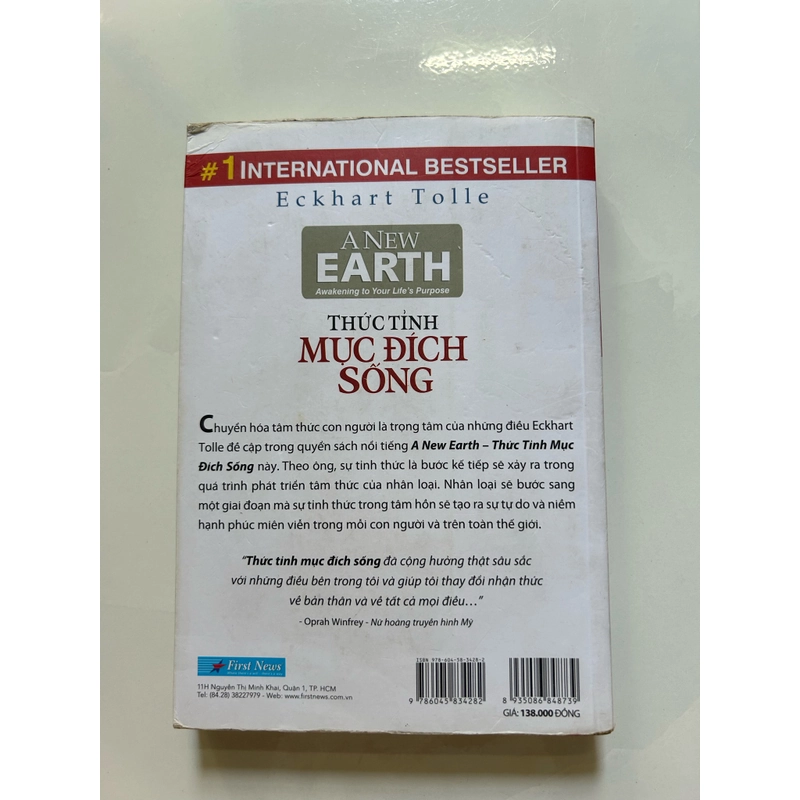 #1 INTERNATIONAL BESTSELLER
Eckhart Tolle
A NEW
EARTH
Awakening to Your Life's Purpose
THỨC TỈNH
MỤC ĐÍCH
SỐNG
Chuyển hóa tâm thức con người là trọng tâm của những điều Eckhart
Tolle đề cập trong quyển sách nổi tiếng A New Earth – Thức Tỉnh Mục
Đích Sống này. Theo ông, sự tỉnh thức là bước kế tiếp sẽ xảy ra trong
quá trình phát triển tâm thức của nhân loại. Nhân loại sẽ bước sang
một giai đoạn mà sự tỉnh thức trong tâm hồn sẽ tạo ra sự tự do và niềm
hạnh phúc miên viễn trong mỗi con người và trên toàn thế giới.
"Thức tỉnh mục đích sống đã cộng hưởng thật sâu sắc
với những điều bên trong tôi và giúp tôi thay đổi nhận thức
về bản thân và về tất cả mọi điều…"
- Oprah Winfrey - Nữ hoàng truyền hình Mỹ
First News
11H Nguyễn Thị Minh Khai, Quận 1, TP. HCM
Tel: (84.28) 38227979 - Web: www.firstnews.com.vn
ISBN 978-604-58-3428-2
9 786045 834282
8 935086 848739
GIÁ: 138.000 ĐỒNG